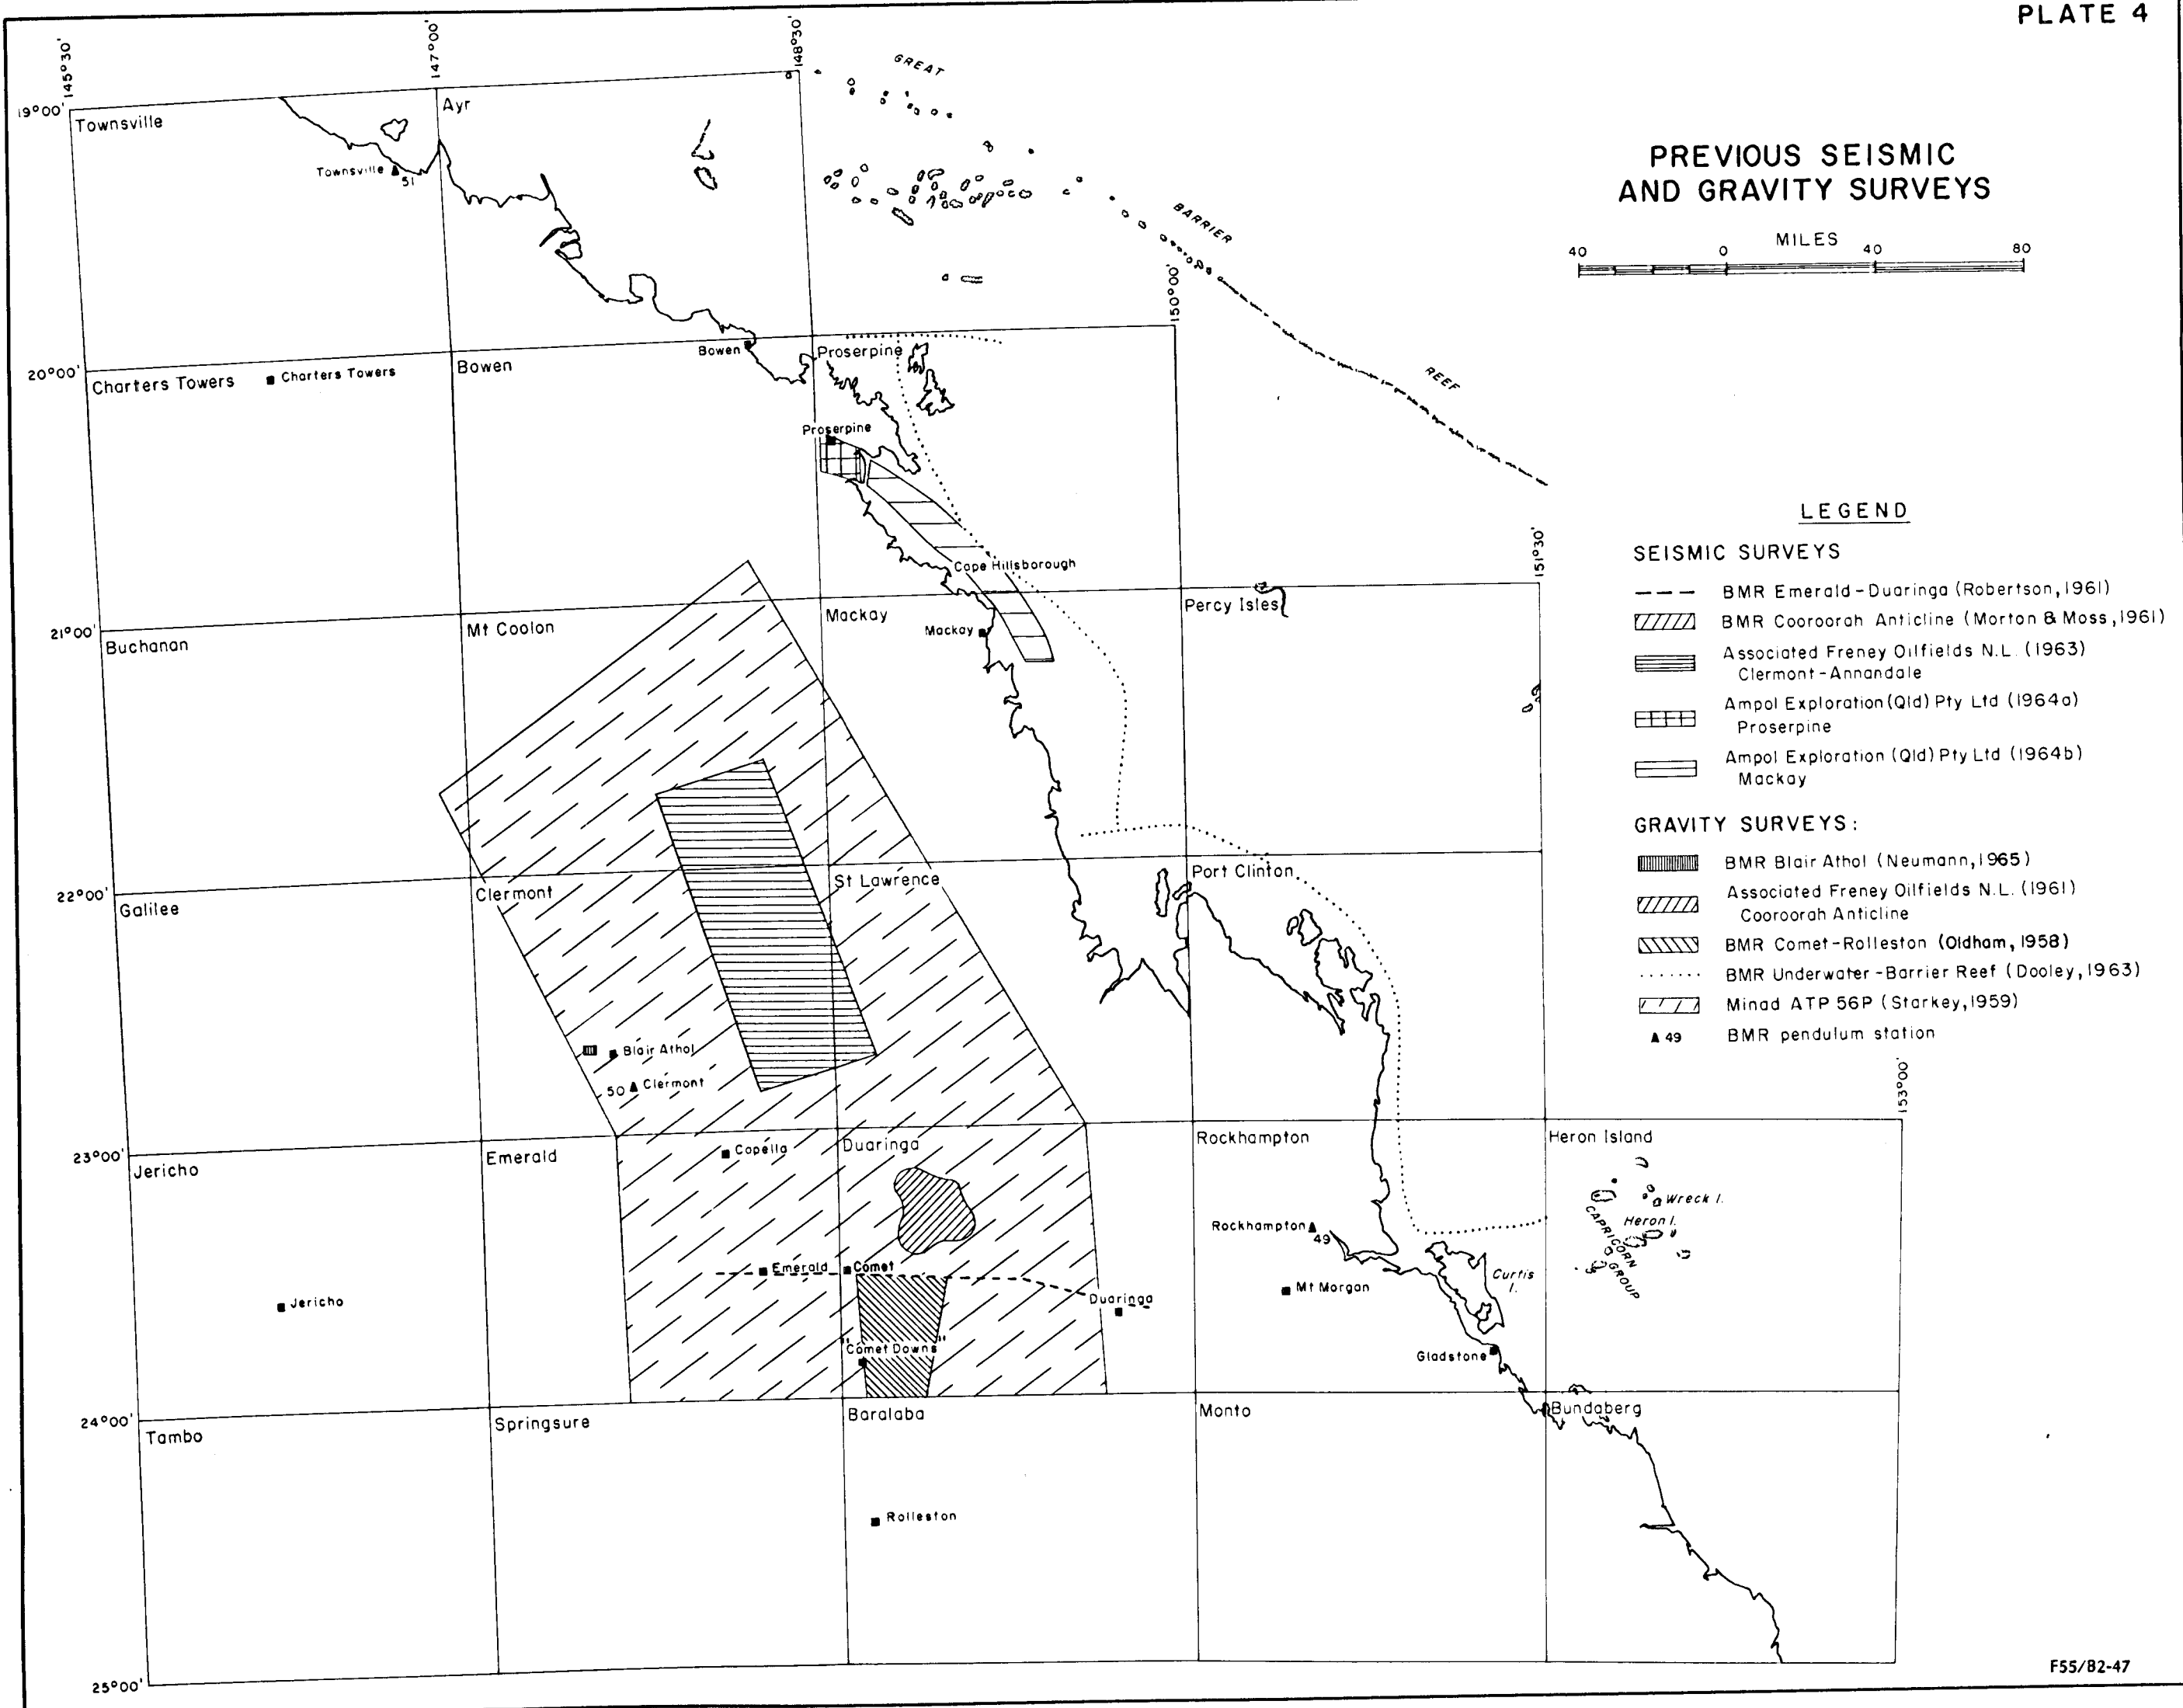 PLATE 4
145°30'
147°00'
148°30'
GREAT
19°00'
Townsville
Ayr
PREVIOUS SEISMIC
AND GRAVITY SURVEYS
Townsville
51
BARRIER
MILES
40 0 40 80
150°00'
Bowen
Proserpine
20°00'
Charters Towers
Charters Towers
Bowen
REEF
Proserpine
LEGEND
SEISMIC SURVEYS
151°30'
Cape Hillsborough
BMR Emerald-Duaringa (Robertson,1961)
Mackay
Percy Isles
BMR Cooroorah Anticline (Morton & Moss,1961)
21°00'
Buchanan
Mt Coolon
Mackay
Associated Freney Oilfields N.L. (1963)
Clermont-Annandale
Ampol Exploration(Qld) Pty Ltd (1964a)
Proserpine
Ampol Exploration (Qld) Pty Ltd (1964b)
Mackay
GRAVITY SURVEYS:
BMR Blair Athol (Neumann,1965)
22°00'
Galilee
Clermont
St Lawrence
Port Clinton
Associated Freney Oilfields N.L. (1961)
Cooroorah Anticline
BMR Comet-Rolleston (Oldham,1958)
BMR Underwater-Barrier Reef (Dooley,1963)
Minad ATP 56P (Starkey,1959)
49 BMR pendulum station
Blair Athol
50 Clermont
153°00'
23°00'
Jericho
Emerald
Capella
Duaringa
Rockhampton
Heron Island
Wreck I.
Heron I.
CAPRICORN
GROUP
Rockhampton
49
Emerald
Comet
Curtis
I.
Jericho
Duaringa
Mt Morgan
"Comet Downs"
Gladstone
24°00'
Tambo
Springsure
Baralaba
Monto
Bundaberg
Rolleston
25°00'
F55/B2-47